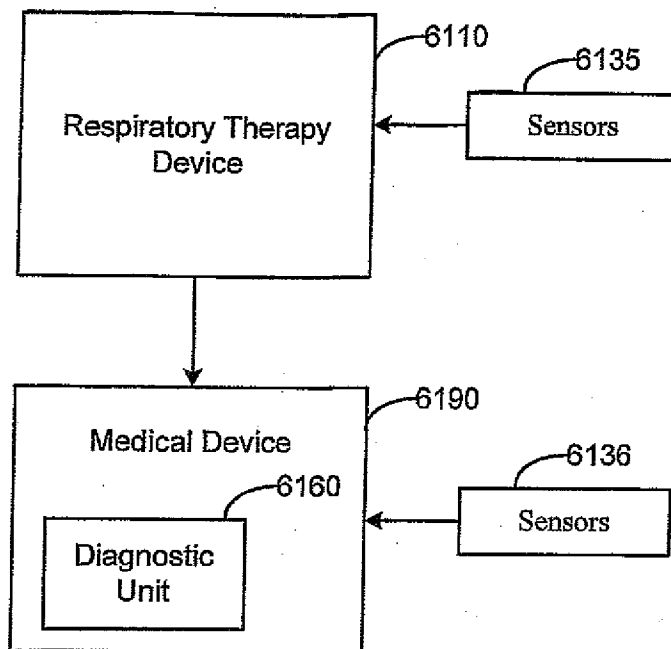 6110
6135
Respiratory Therapy
Device
Sensors
6190
Medical Device
6136
6160
Sensors
Diagnostic
Unit